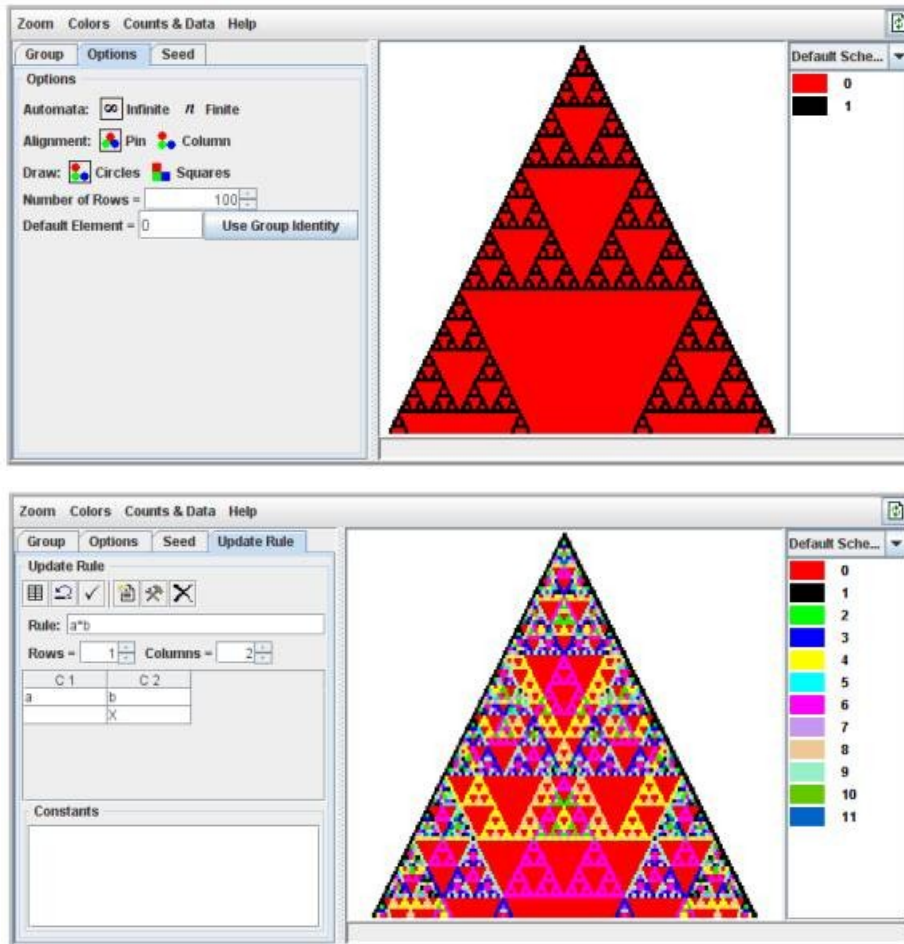 Zoom Colors Counts & Data Help
Group Options Seed
Options
Automata: ∞ Infinite n Finite
Alignment: Pin Column
Draw: Circles Squares
Number of Rows = 100
Default Element = 0 Use Group Identity
Default Sche...
0
1
Zoom Colors Counts & Data Help
Group Options Seed Update Rule
Update Rule
Rule: a*b
Rows = 1 Columns = 2
C 1 C 2
a b
X
Constants
Default Sche...
0
1
2
3
4
5
6
7
8
9
10
11